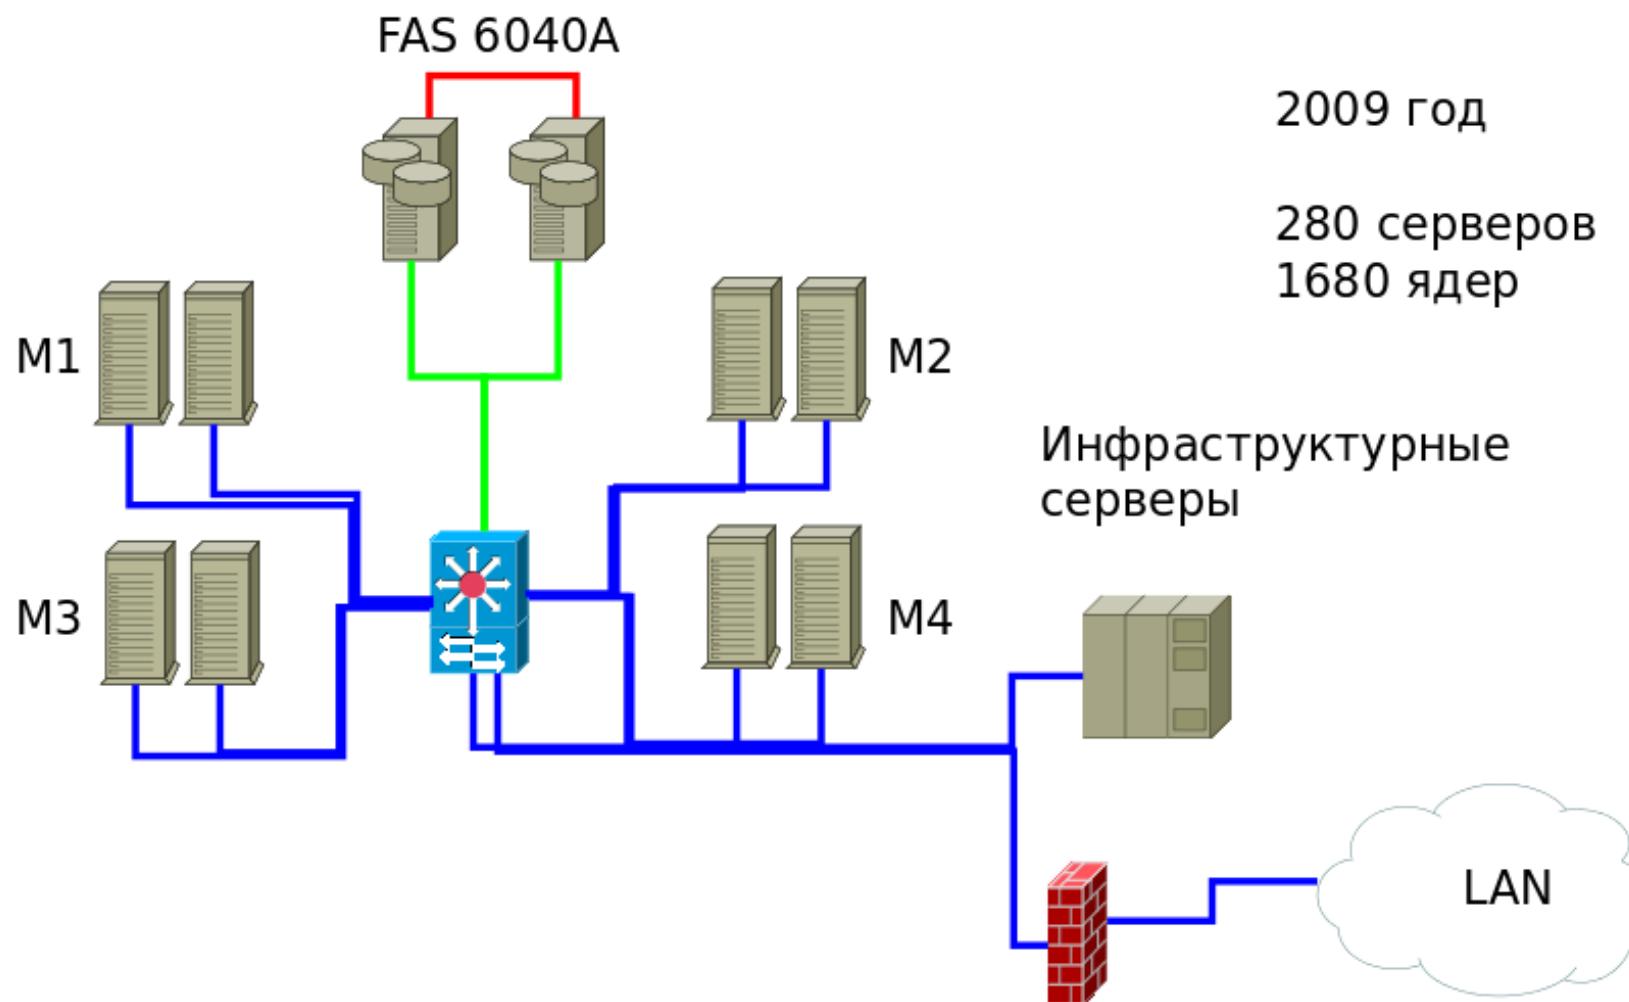 FAS 6040A
2009 год
280 серверов
1680 ядер
M1
M2
Инфраструктурные
серверы
M3
M4
LAN